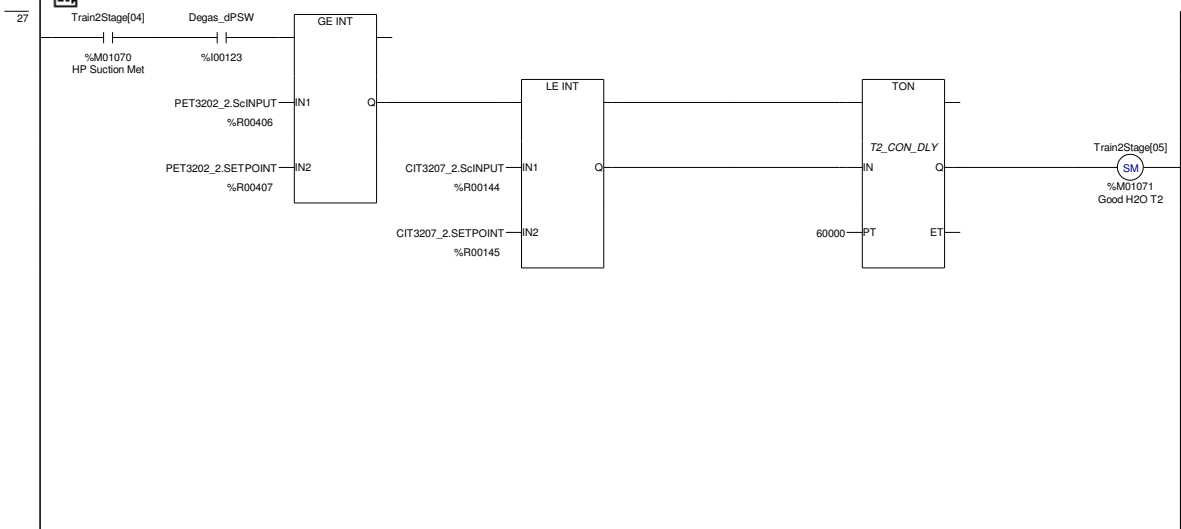 27
Train2Stage[04] Degas_dPSW
%M01070 %I00123
HP Suction Met
GE INT
PET3202_2.ScINPUT IN1 Q
%R00406
PET3202_2.SETPOINT IN2
%R00407
LE INT
CIT3207_2.ScINPUT IN1 Q
%R00144
CIT3207_2.SETPOINT IN2
%R00145
TON
T2_CON_DLY
IN Q
60000 PT ET
Train2Stage[05]
SM
%M01071
Good H2O T2